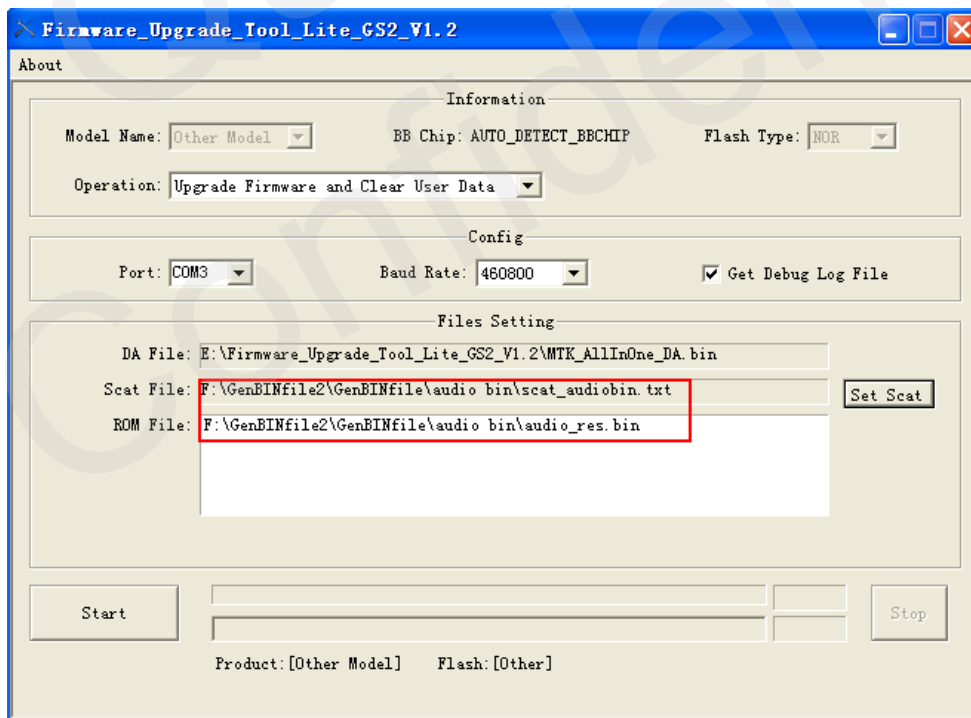 Firmware_Upgrade_Tool_Lite_GS2_V1.2
About
Information
Model Name: Other Model BB Chip: AUTO_DETECT_BBCHIP Flash Type: NOR
Operation: Upgrade Firmware and Clear User Data
Config
Port: COM3 Baud Rate: 460800 Get Debug Log File
Files Setting
DA File: E:\Firmware_Upgrade_Tool_Lite_GS2_V1.2\MTK_AllInOne_DA.bin
Scat File: F:\GenBINfile2\GenBINfile\audio bin\scat_audiobin.txt Set Scat
ROM File: F:\GenBINfile2\GenBINfile\audio bin\audio_res.bin
Start Stop
Product:[Other Model] Flash:[Other]